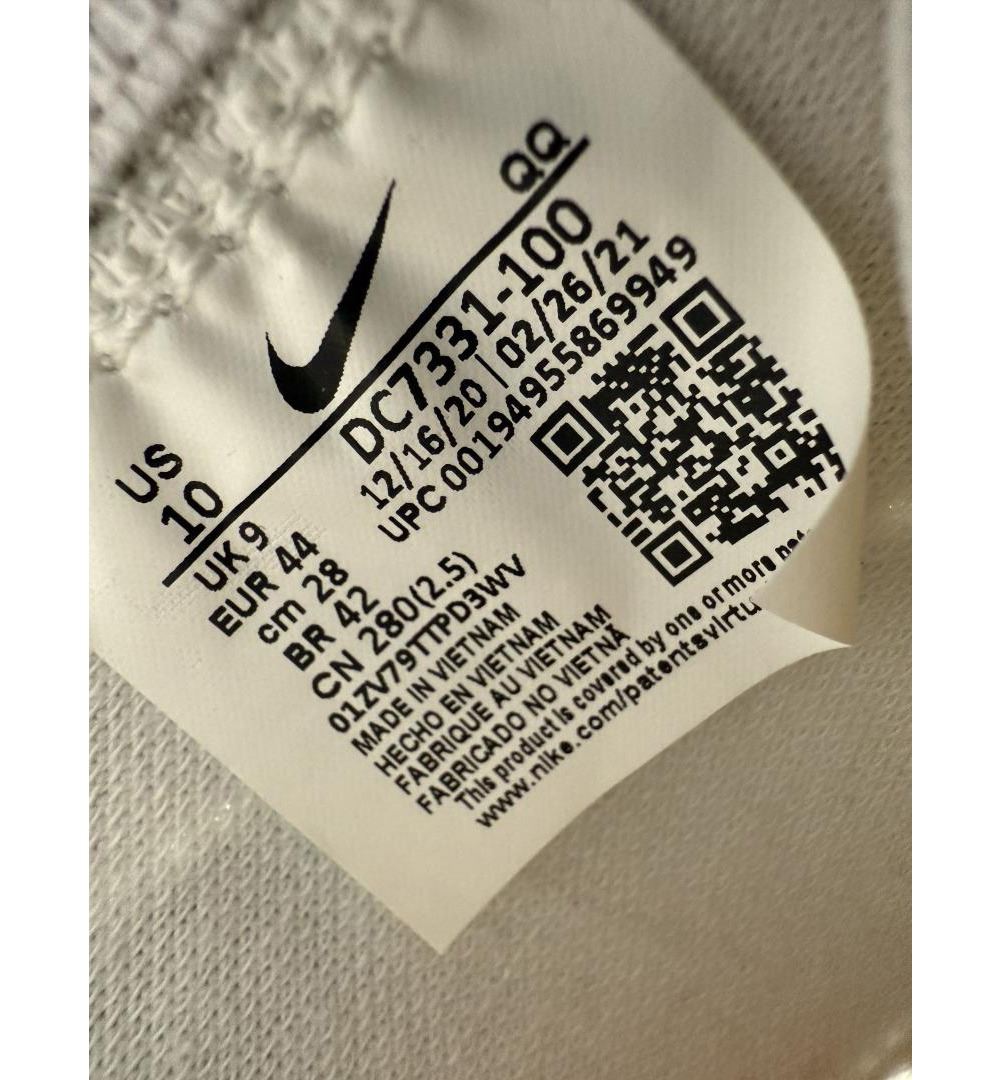 QQ
US
10
DC7331-100
12/16/20 | 02/26/21
UPC 00194955869949
UK 9
EUR 44
cm 28
BR 42
CN 280(2.5)
01ZV79TTPD3WV
MADE IN VIETNAM
HECHO EN VIETNAM
FABRIQUE AU VIETNAM
FABRICADO NO VIETNÃ
This product is covered by one or more
www.nike.com/patents